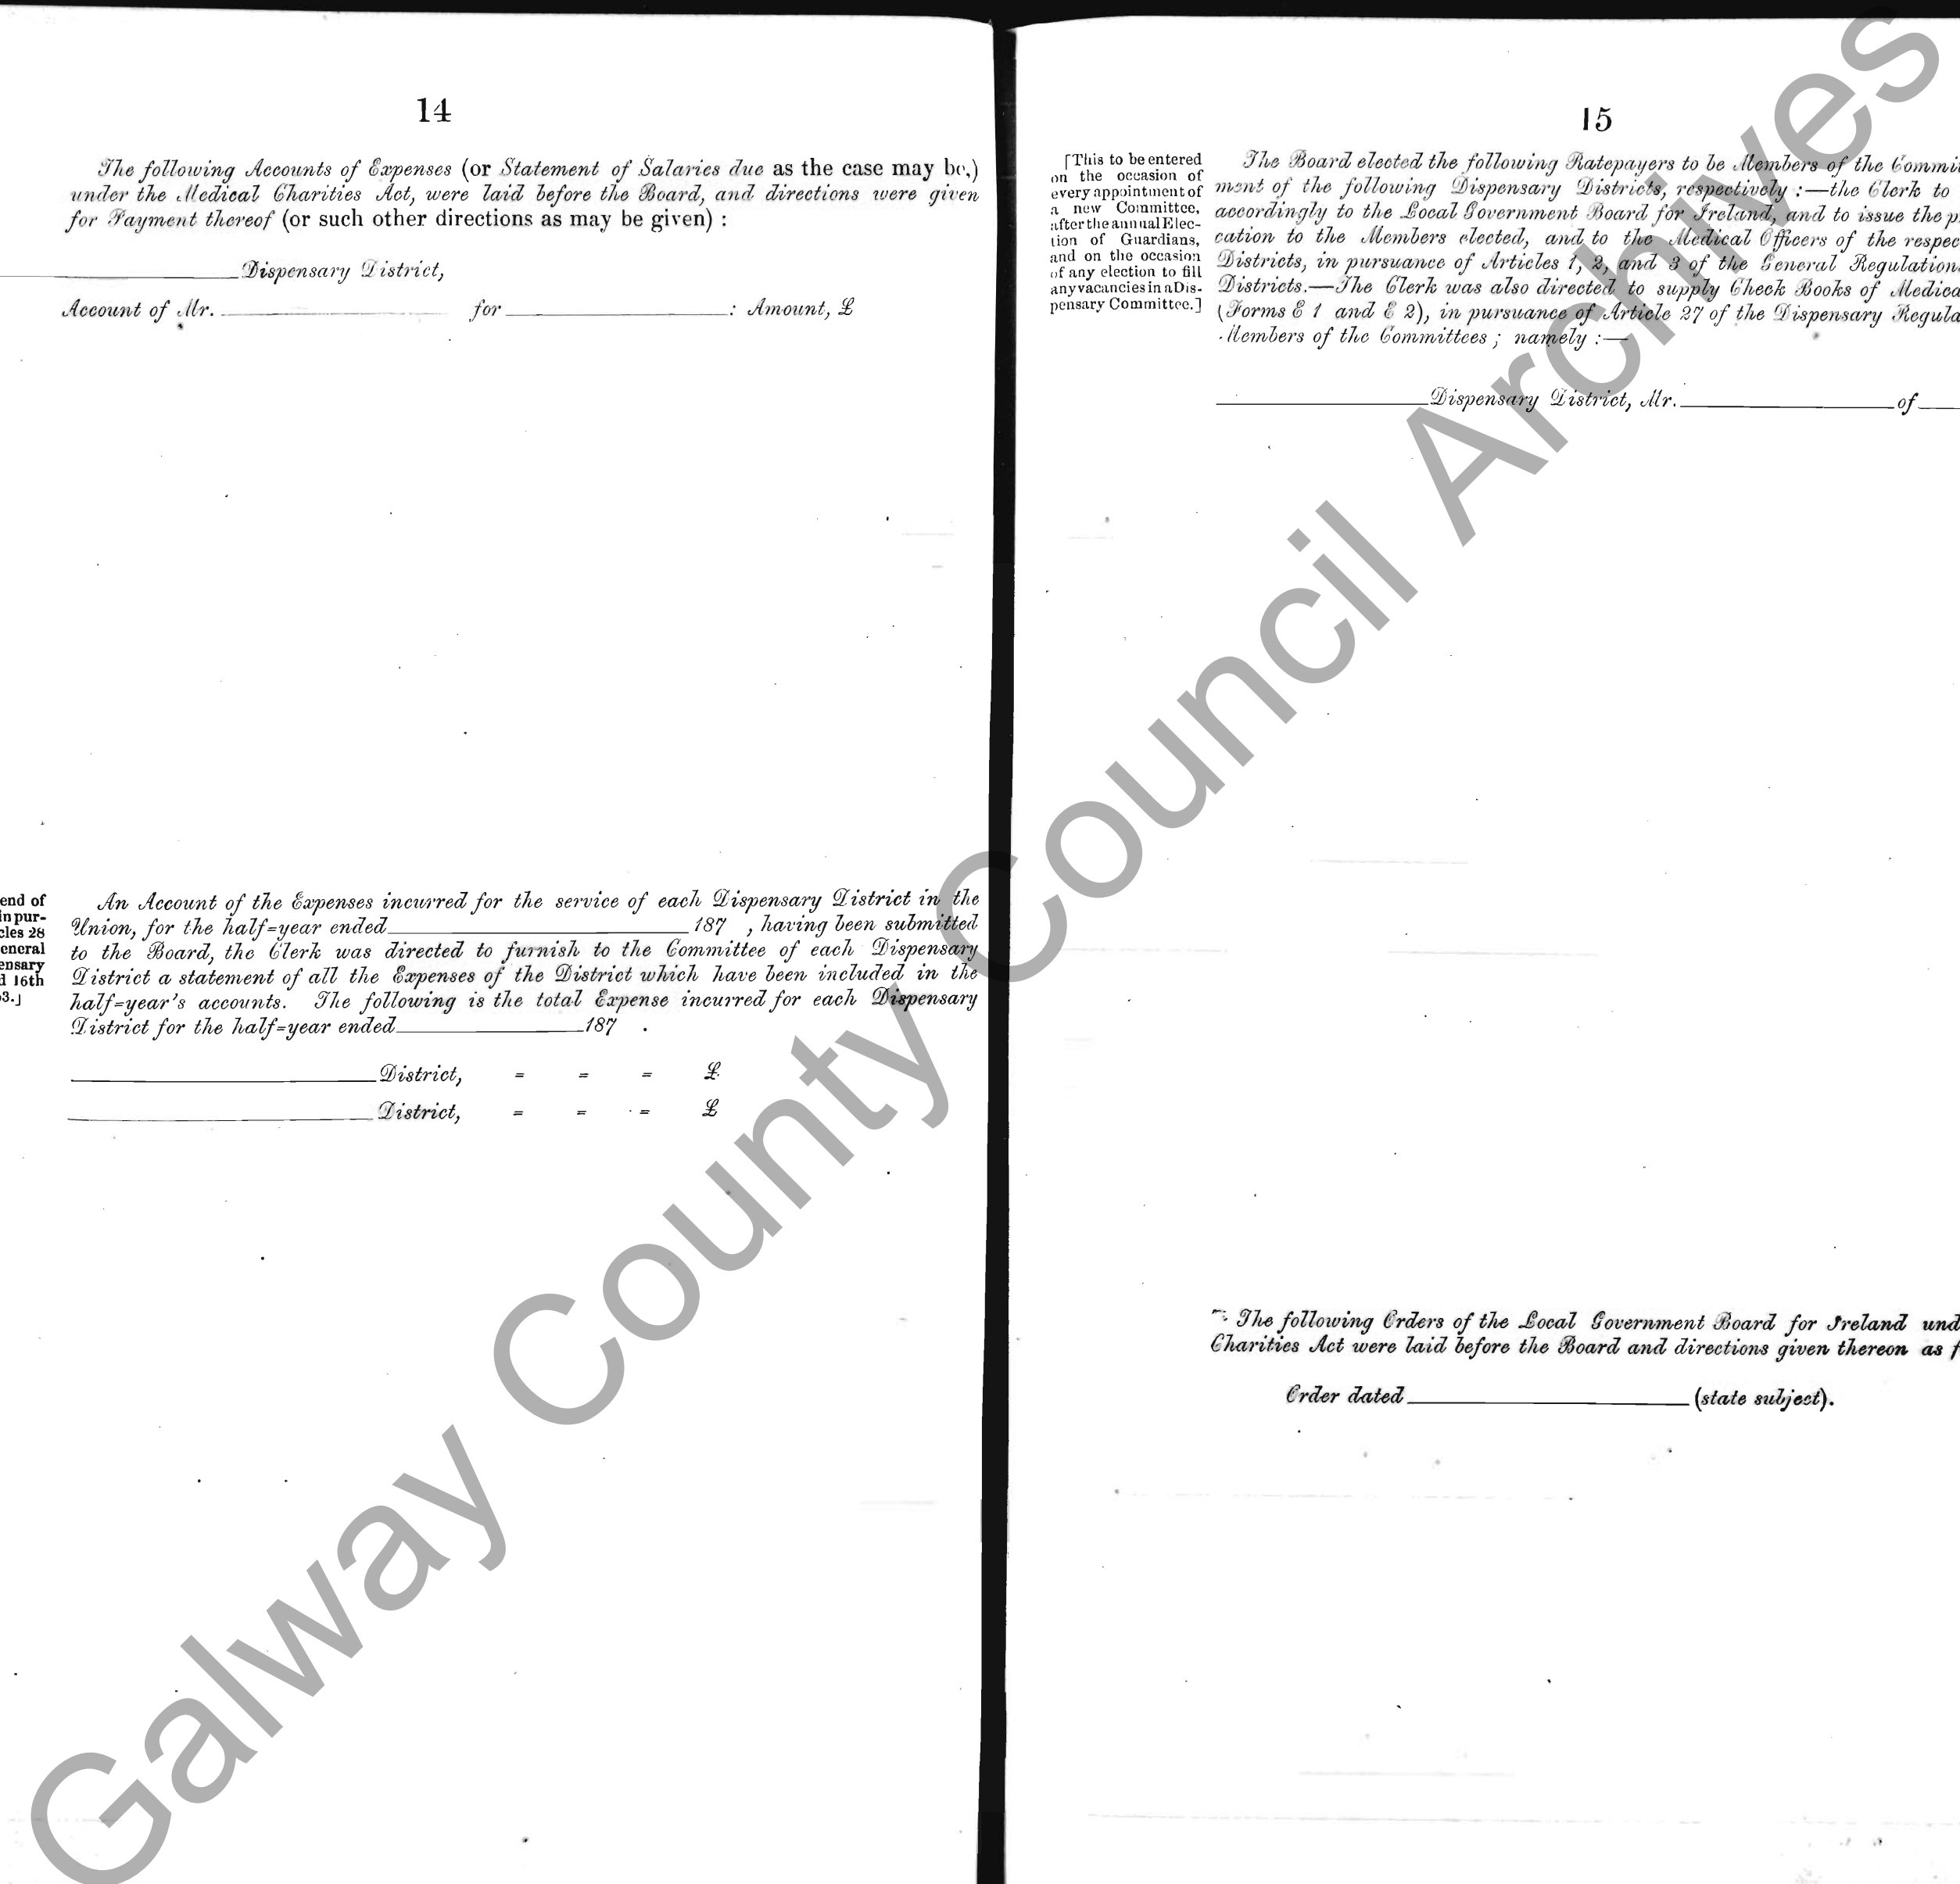 14
The following Accounts of Expenses (or Statement of Salaries due as the case may be,)
under the Medical Charities Act, were laid before the Board, and directions were given
for Payment thereof (or such other directions as may be given) :
Dispensary District,
Account of Mr. for : Amount, £
end of
in pur-
cles 28
eneral
ensary
d 16th
3.]
An Account of the Expenses incurred for the service of each Dispensary District in the
Union, for the half=year ended 187 , having been submitted
to the Board, the Clerk was directed to furnish to the Committee of each Dispensary
District a statement of all the Expenses of the District which have been included in the
half=year's accounts. The following is the total Expense incurred for each Dispensary
District for the half=year ended 187 .
District, = = = £
District, = = = £
15
[This to be entered
on the occasion of
every appointment of
a new Committee,
after the annual Elec-
tion of Guardians,
and on the occasion
of any election to fill
any vacancies in a Dis-
pensary Committee.]
The Board elected the following Ratepayers to be Members of the Commit
ment of the following Dispensary Districts, respectively :—the Clerk to
accordingly to the Local Government Board for Ireland, and to issue the p
cation to the Members elected, and to the Medical Officers of the respec
Districts, in pursuance of Articles 1, 2, and 3 of the General Regulation
Districts.—The Clerk was also directed to supply Check Books of Medica
(Forms E 1 and E 2), in pursuance of Article 27 of the Dispensary Regula
Members of the Committees ; namely :—
Dispensary District, Mr. of
The following Orders of the Local Government Board for Ireland und
Charities Act were laid before the Board and directions given thereon as f
Order dated (state subject).
Galway County Council Archives